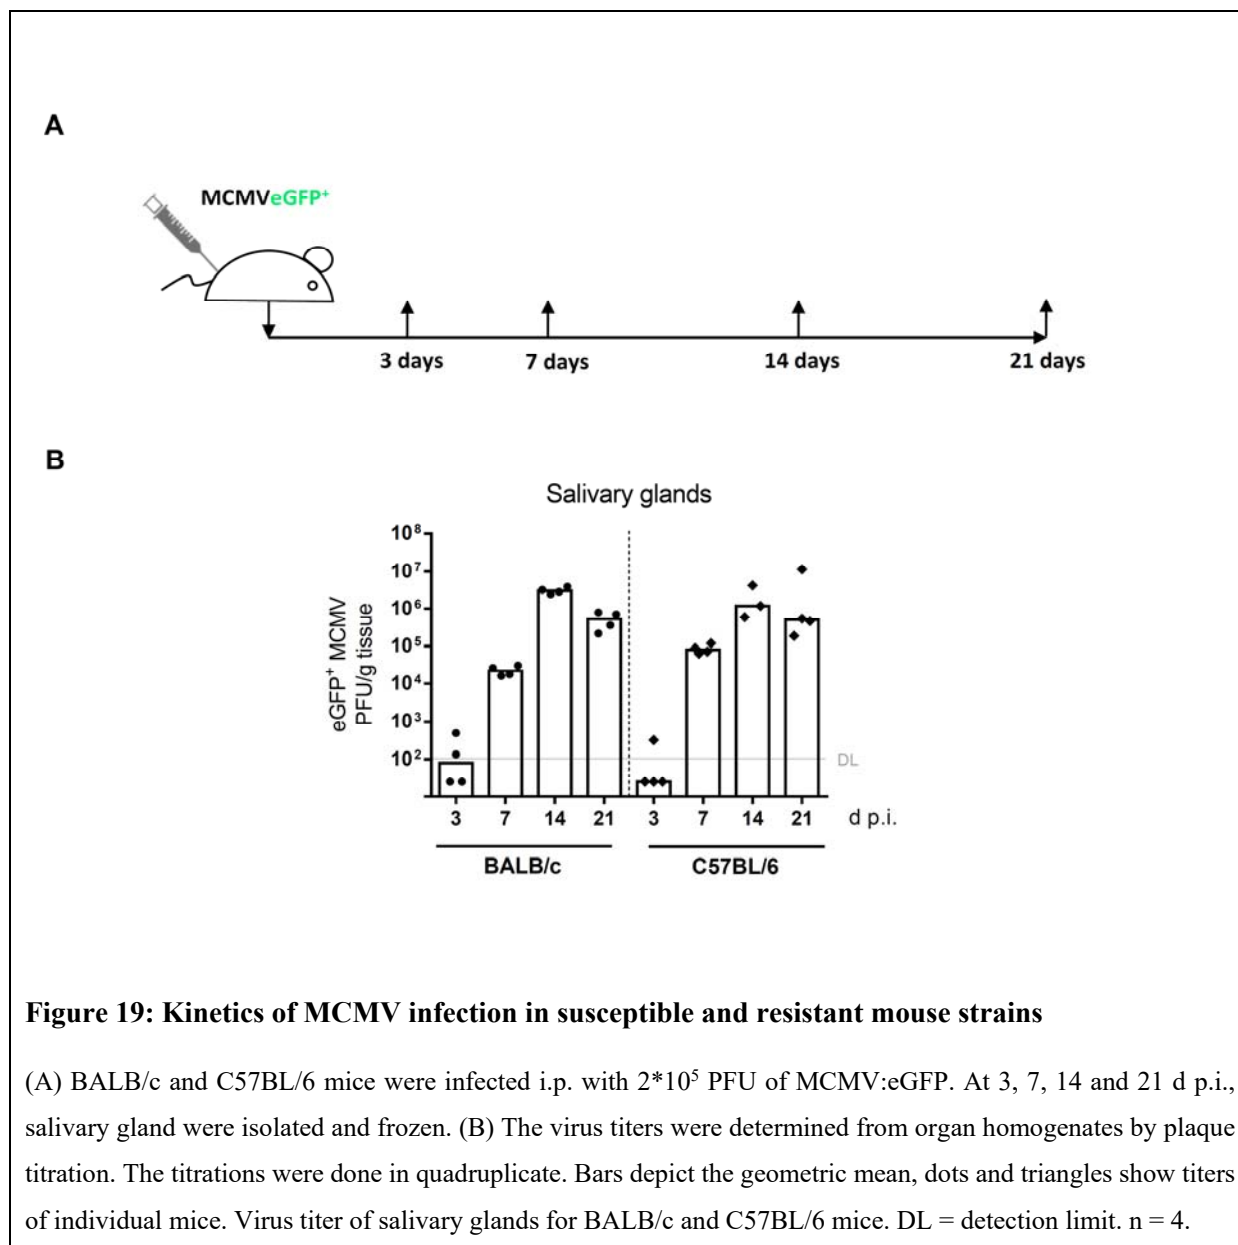 A
MCMVeGFP⁺
3 days 7 days 14 days 21 days
B
Salivary glands
eGFP⁺ MCMV
PFU/g tissue
10⁸
10⁷
10⁶
10⁵
10⁴
10³
10²
DL
3 7 14 21 3 7 14 21 d p.i.
BALB/c C57BL/6
Figure 19: Kinetics of MCMV infection in susceptible and resistant mouse strains
(A) BALB/c and C57BL/6 mice were infected i.p. with 2*10⁵ PFU of MCMV:eGFP. At 3, 7, 14 and 21 d p.i.,
salivary gland were isolated and frozen. (B) The virus titers were determined from organ homogenates by plaque
titration. The titrations were done in quadruplicate. Bars depict the geometric mean, dots and triangles show titers
of individual mice. Virus titer of salivary glands for BALB/c and C57BL/6 mice. DL = detection limit. n = 4.